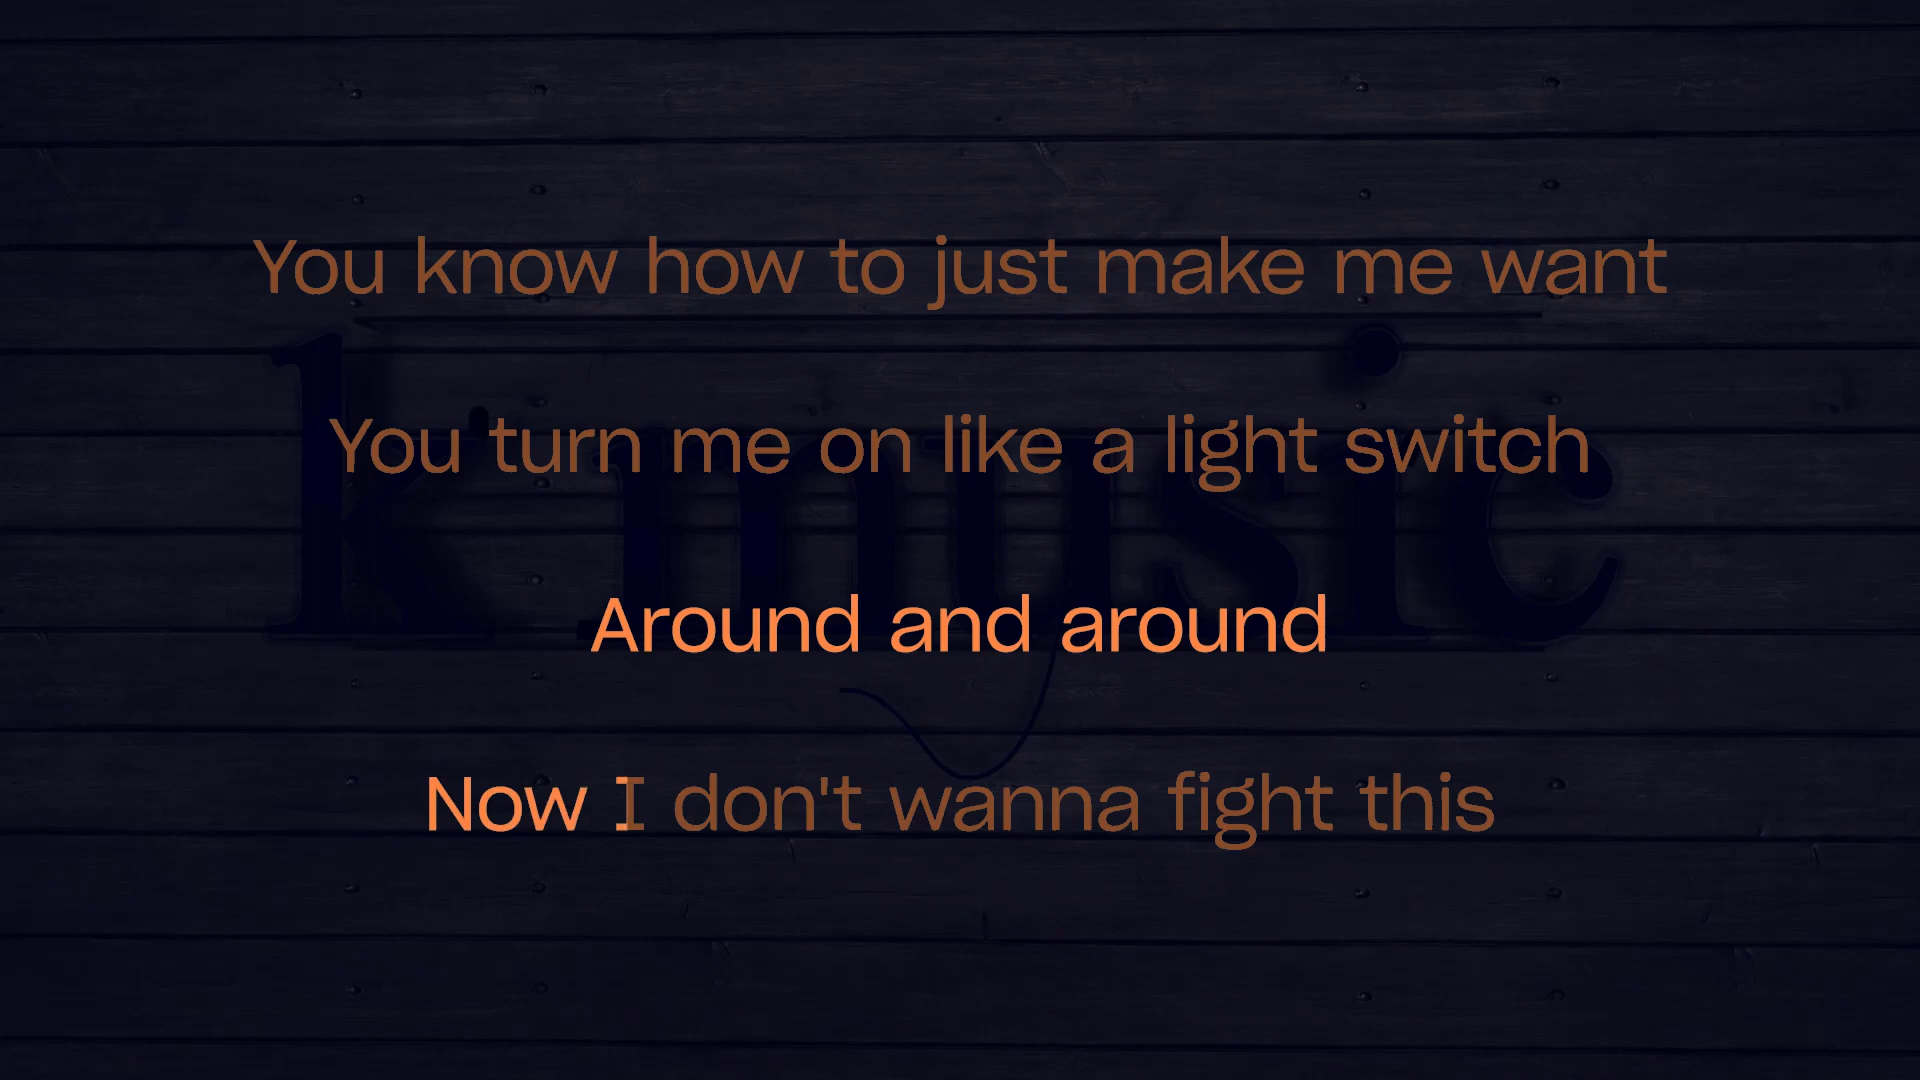 You know how to just make me want
k'music
You turn me on like a light switch
Around and around
Now I don't wanna fight this